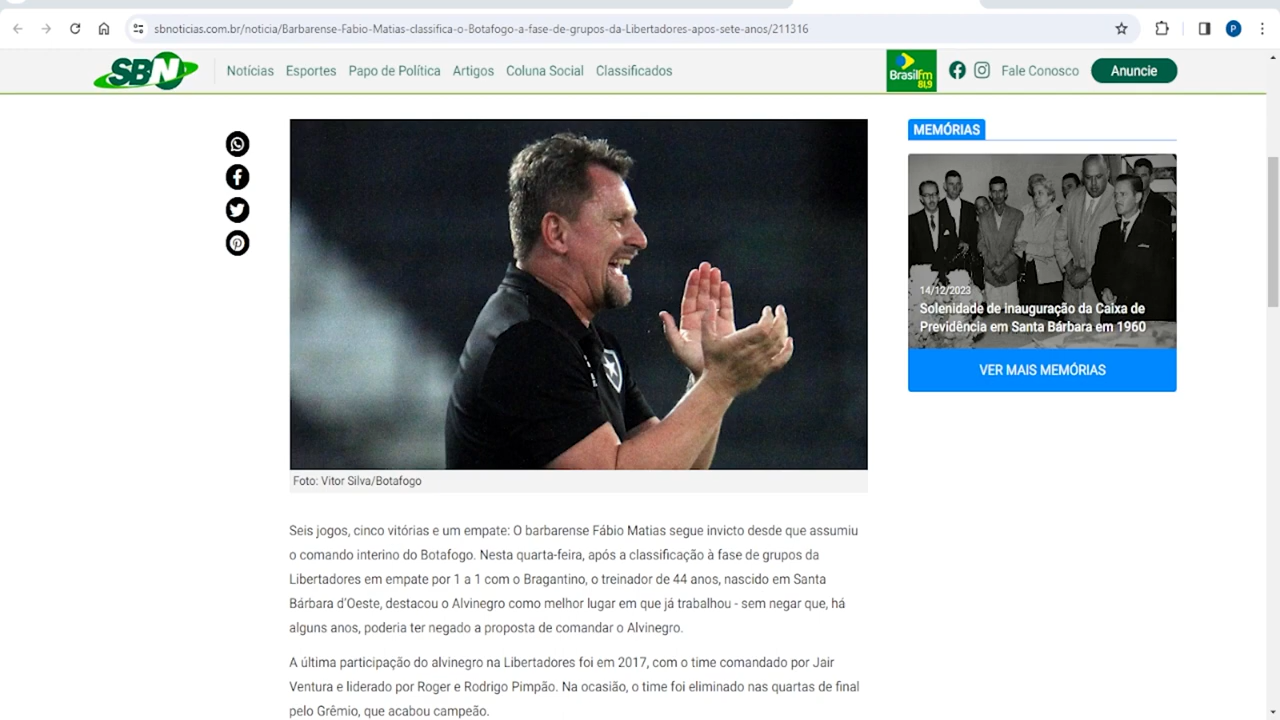 sbnoticias.com.br/noticia/Barbarense-Fabio-Matias-classifica-o-Botafogo-a-fase-de-grupos-da-Libertadores-apos-sete-anos/211316
P
SBN
Notícias Esportes Papo de Política Artigos Coluna Social Classificados
Brasilfm
81,9
Fale Conosco
Anuncie
MEMÓRIAS
14/12/2023
Solenidade de inauguração da Caixa de
Previdência em Santa Bárbara em 1960
VER MAIS MEMÓRIAS
Foto: Vitor Silva/Botafogo
Seis jogos, cinco vitórias e um empate: O barbarense Fábio Matias segue invicto desde que assumiu
o comando interino do Botafogo. Nesta quarta-feira, após a classificação à fase de grupos da
Libertadores em empate por 1 a 1 com o Bragantino, o treinador de 44 anos, nascido em Santa
Bárbara d'Oeste, destacou o Alvinegro como melhor lugar em que já trabalhou - sem negar que, há
alguns anos, poderia ter negado a proposta de comandar o Alvinegro.
A última participação do alvinegro na Libertadores foi em 2017, com o time comandado por Jair
Ventura e liderado por Roger e Rodrigo Pimpão. Na ocasião, o time foi eliminado nas quartas de final
pelo Grêmio, que acabou campeão.